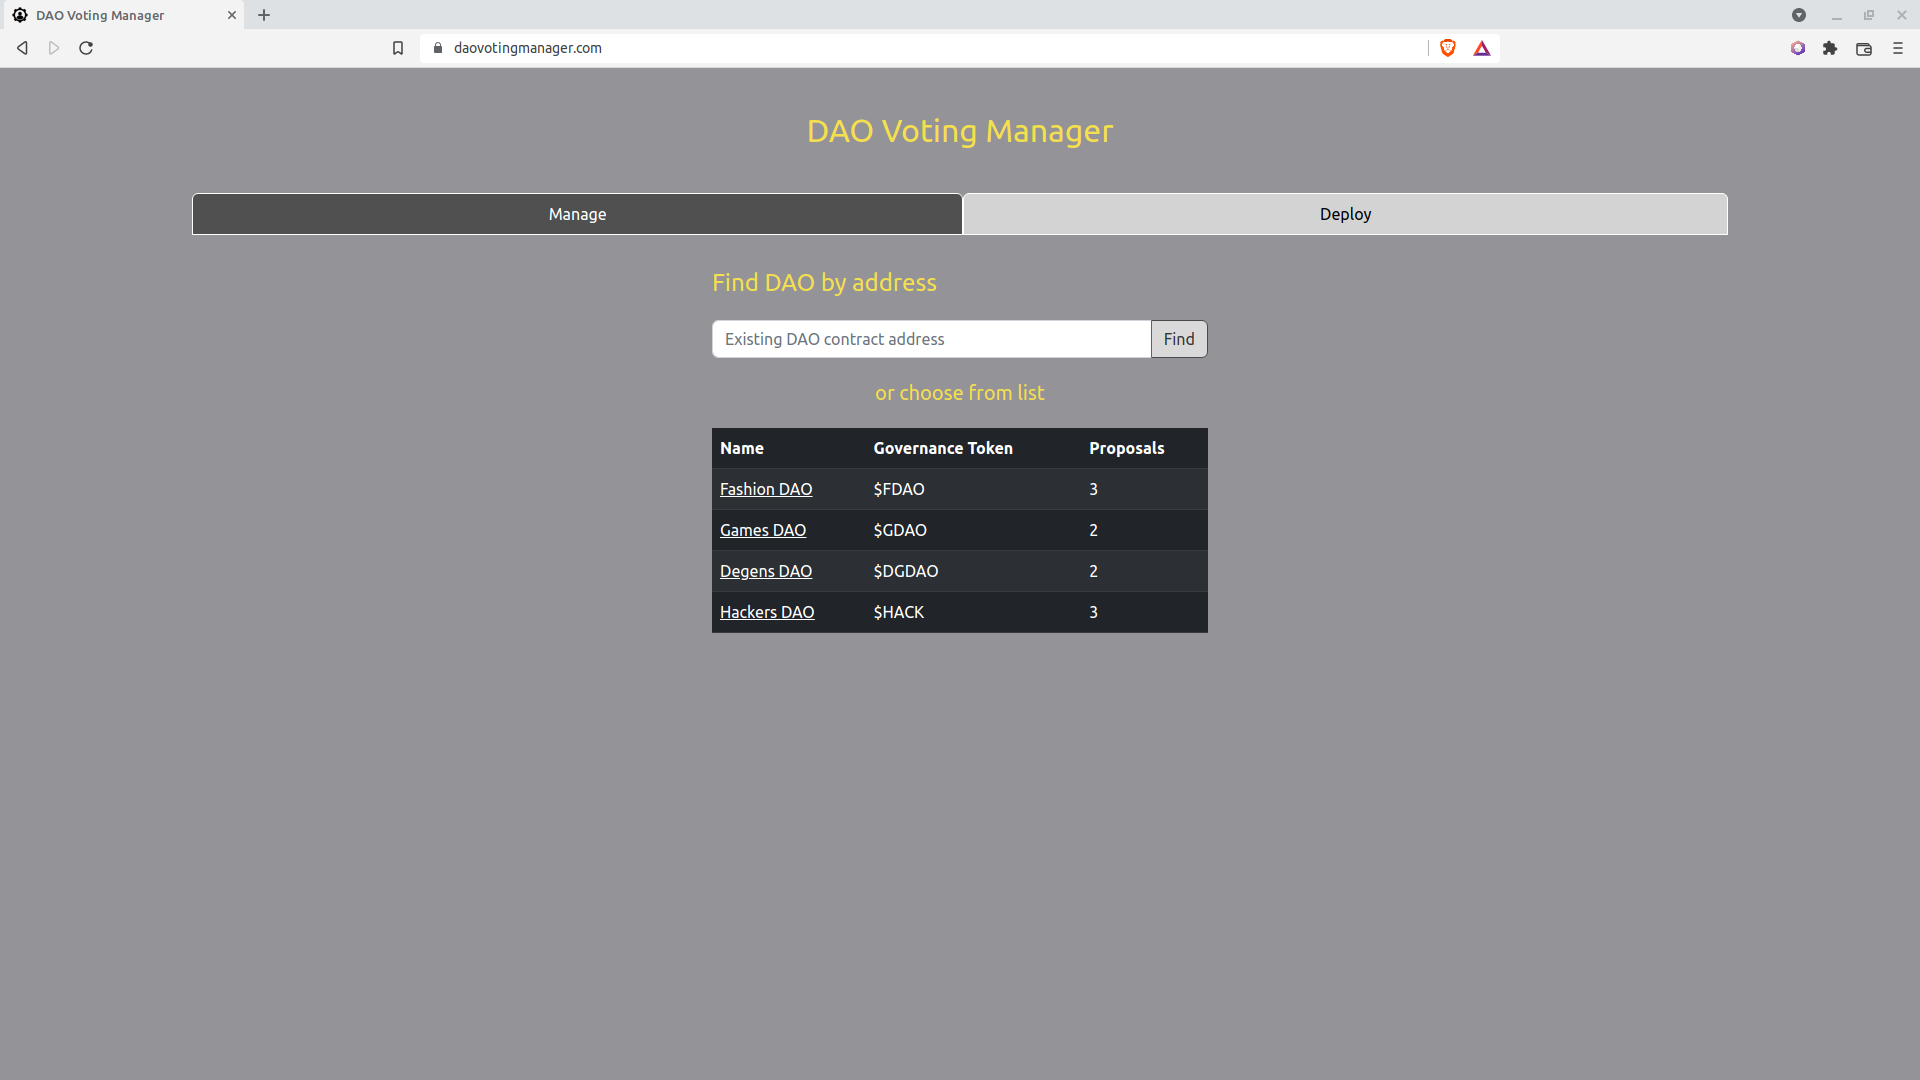 DAO Voting Manager
daovotingmanager.com
DAO Voting Manager
Manage Deploy
Find DAO by address
Existing DAO contract address Find
or choose from list
Name Governance Token Proposals
Fashion DAO $FDAO 3
Games DAO $GDAO 2
Degens DAO $DGDAO 2
Hackers DAO $HACK 3